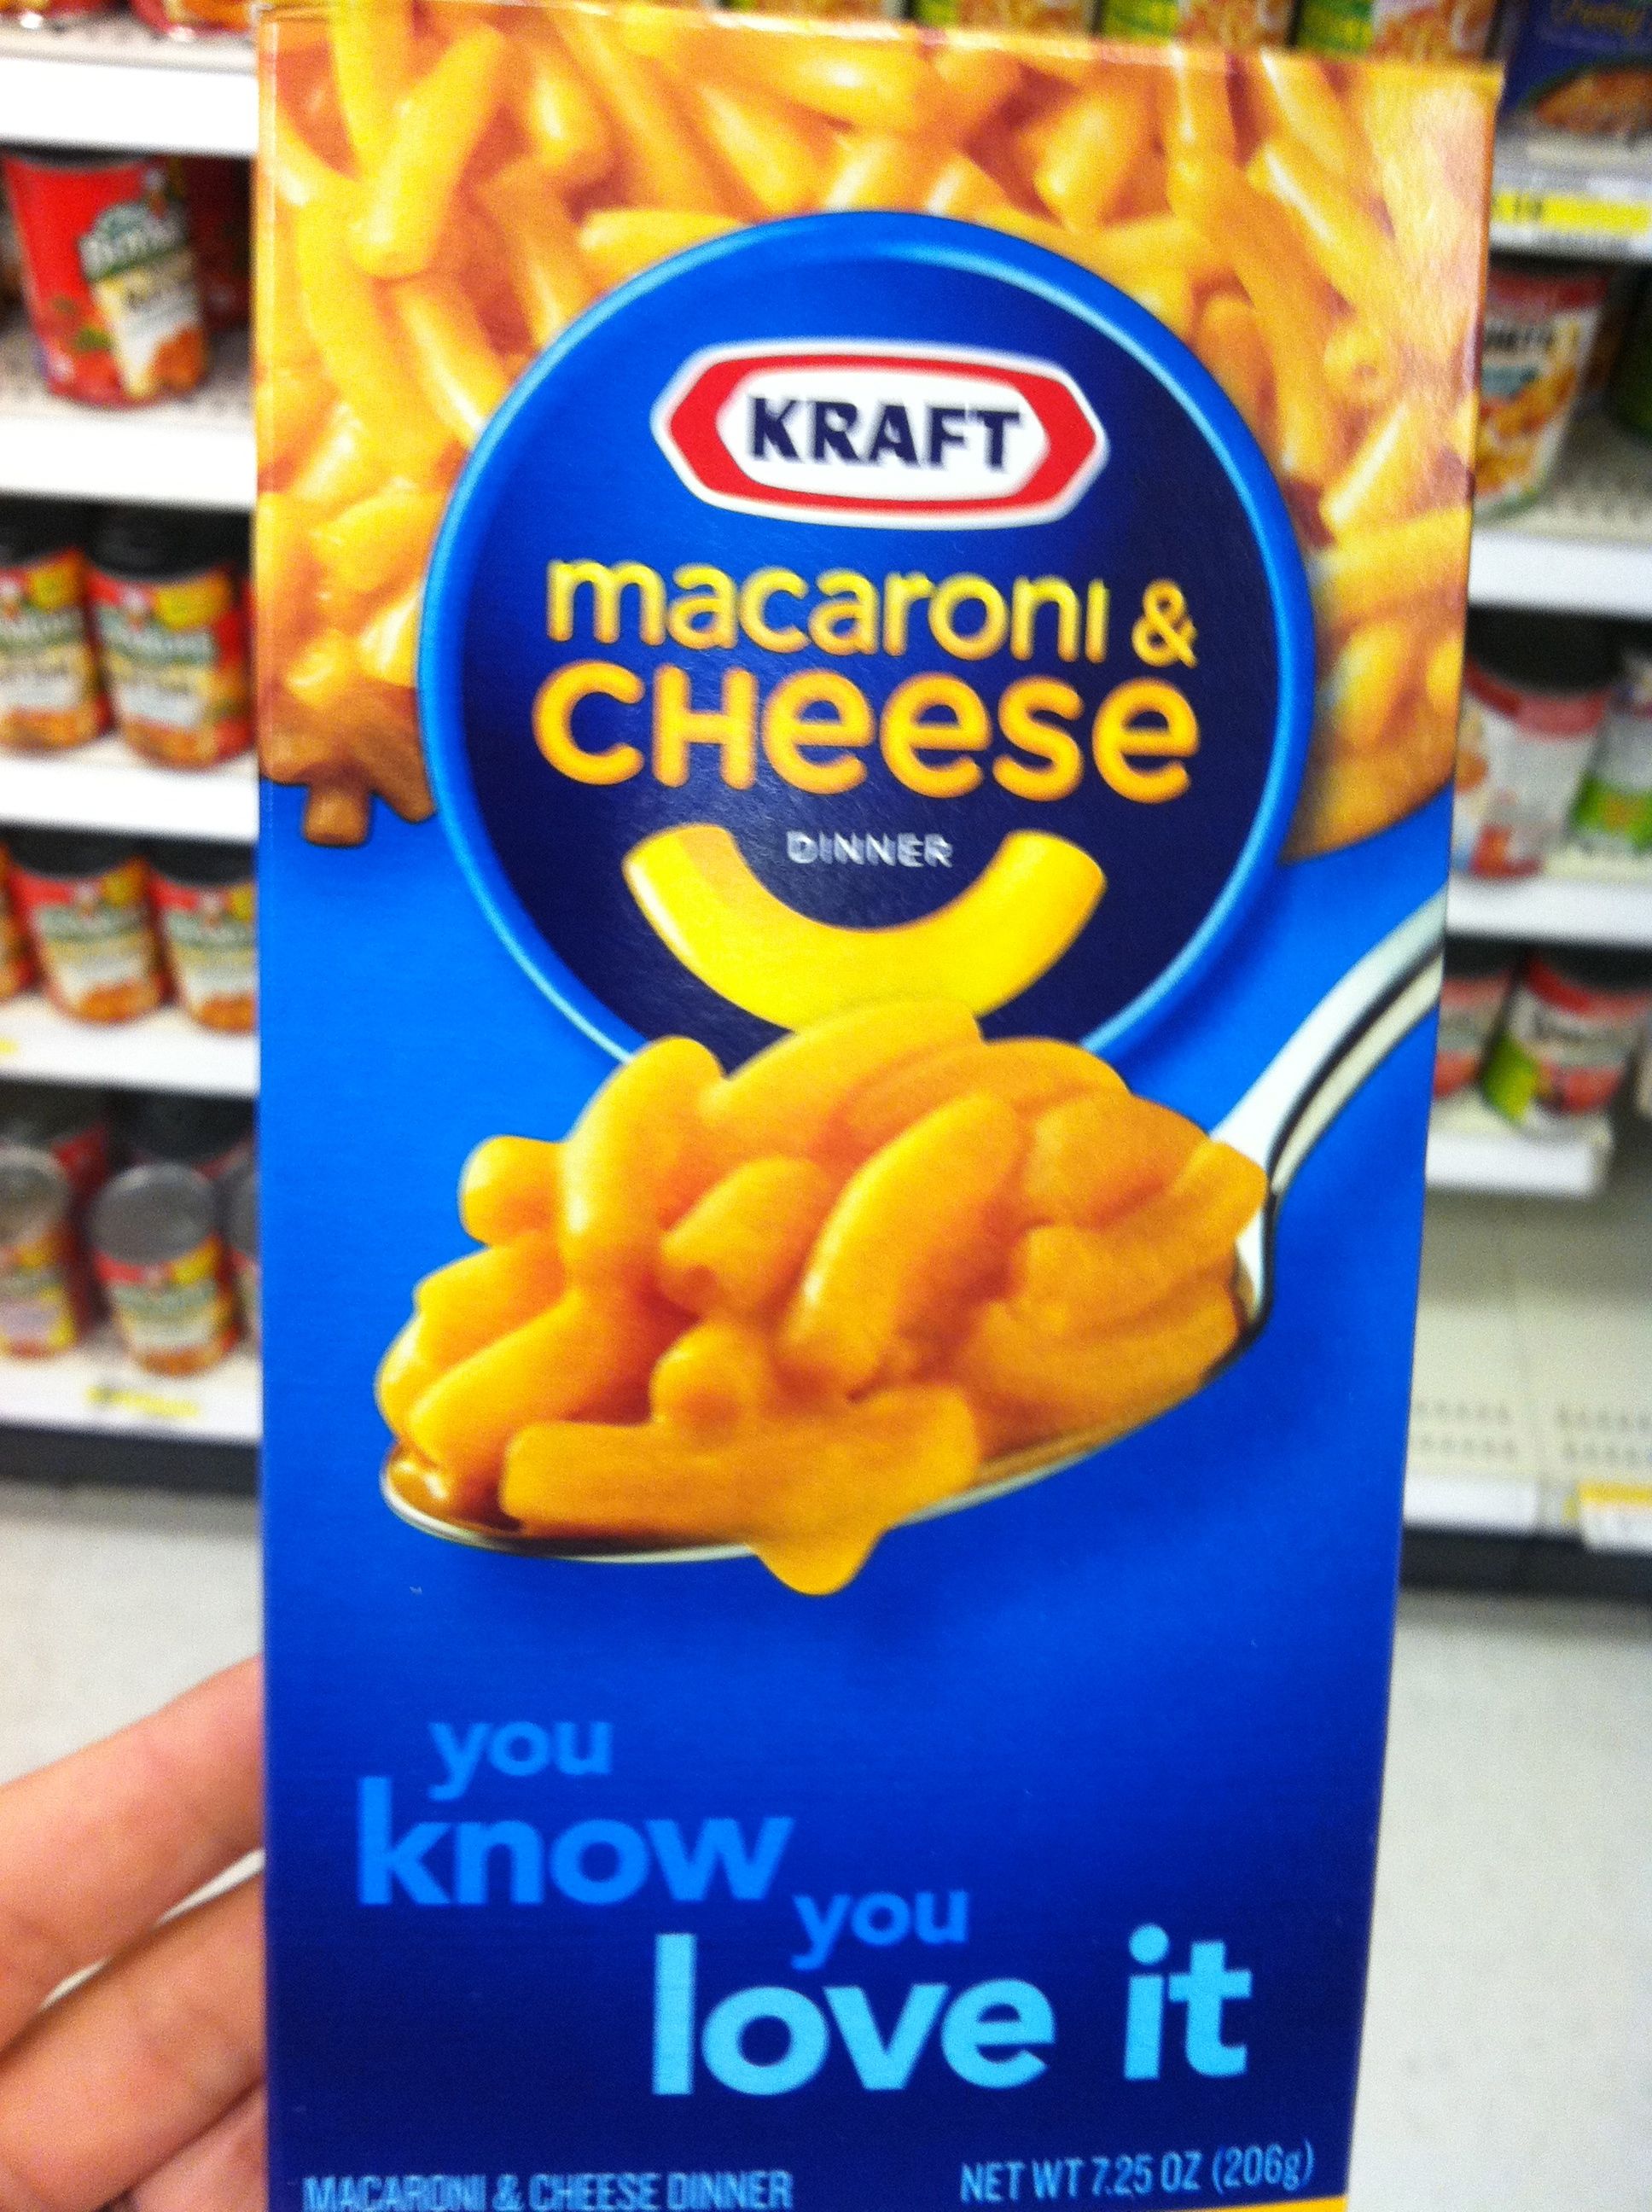 KRAFT
macaroni &
CHeese
DINNER
you
know
you
love it
MACARONI & CHEESE DINNER
NET WT 7.25 OZ (206g)